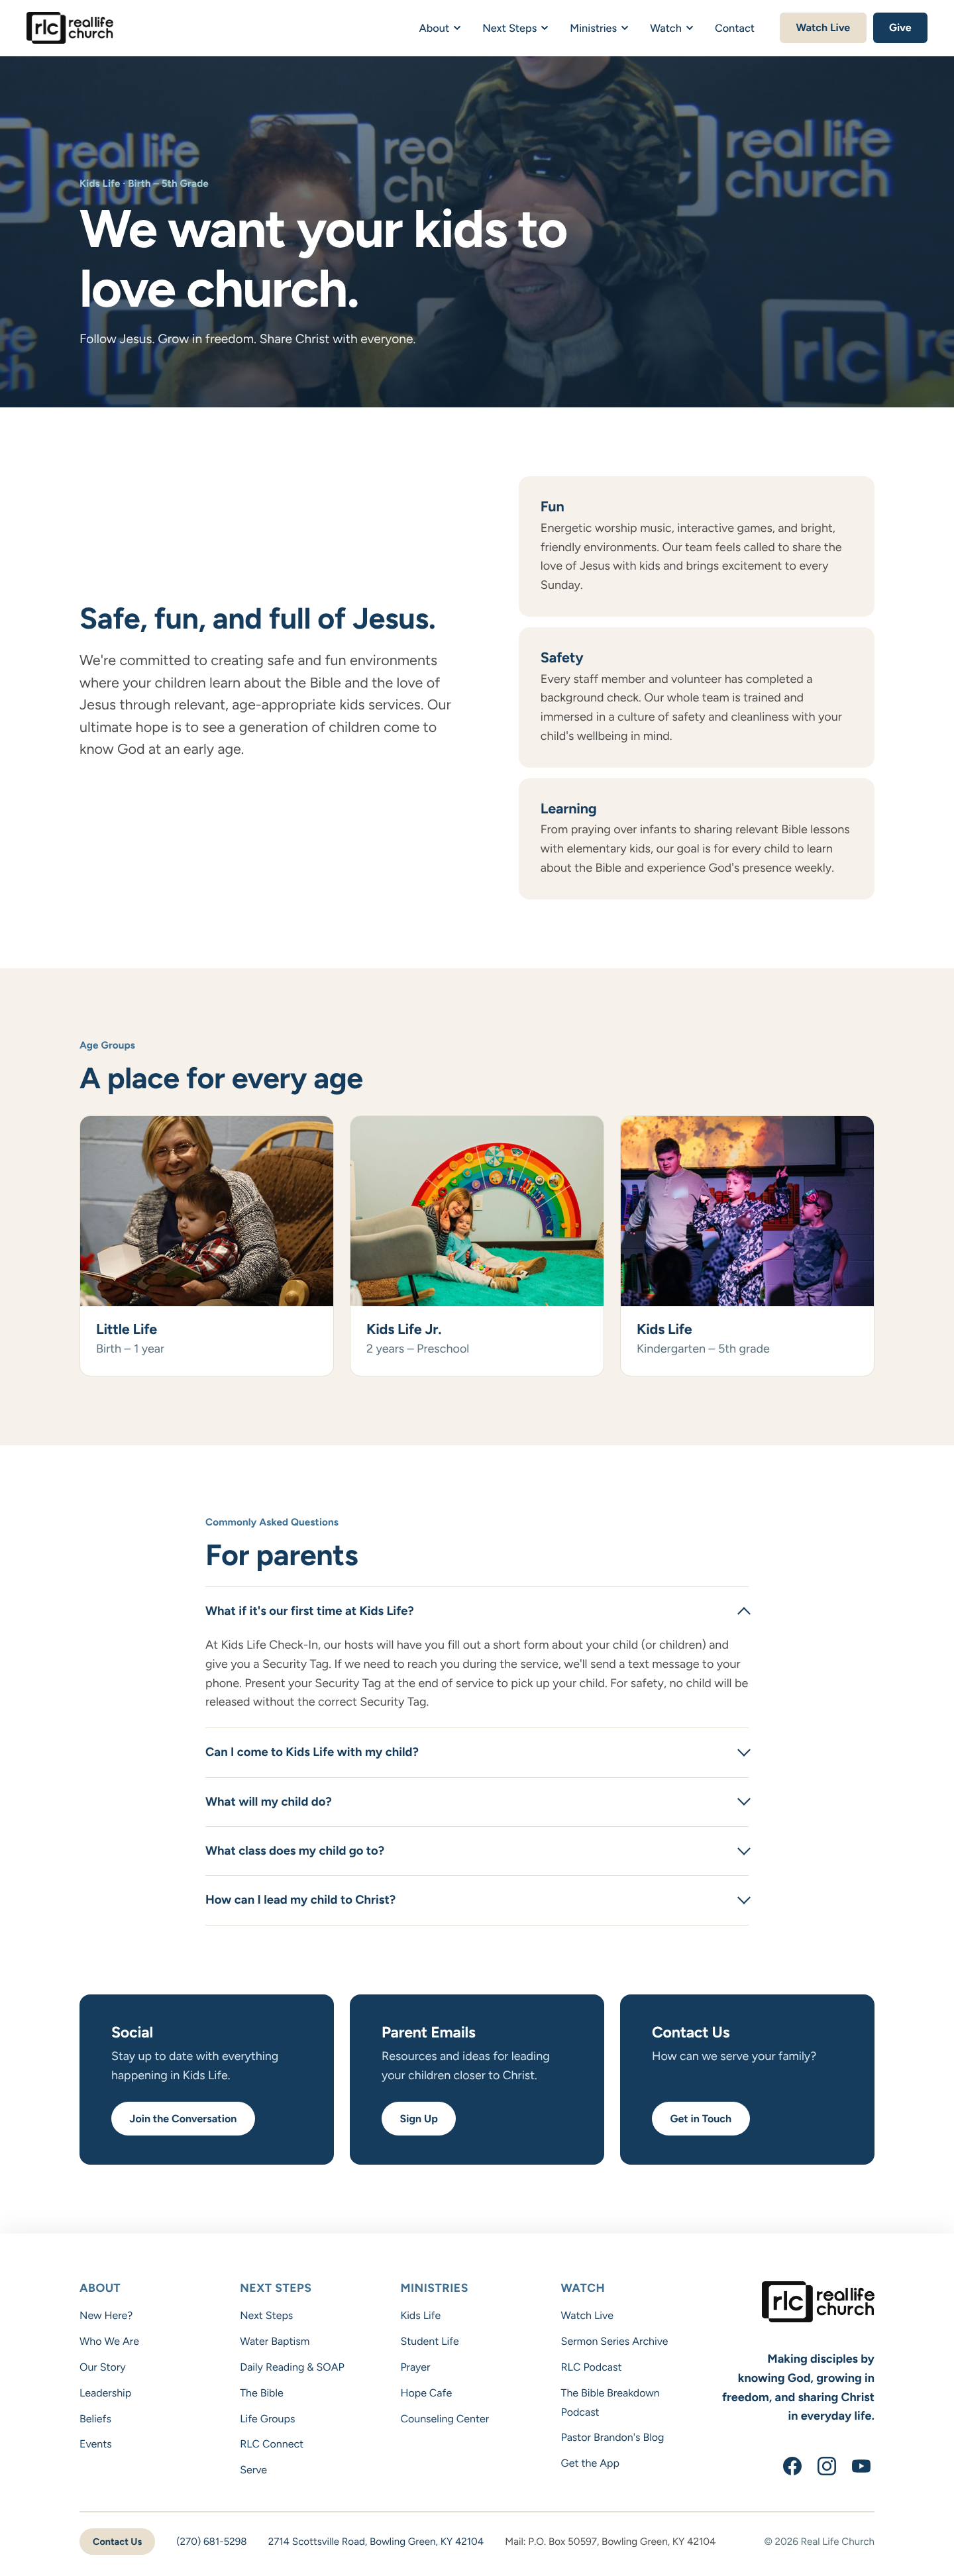 rlc real life church
About
Next Steps
Ministries
Watch
Contact
Watch Live
Give
real life
church
rea
chu
real life
church
Kids Life · Birth – 5th Grade
We want your kids to
love church.
Follow Jesus. Grow in freedom. Share Christ with everyone.
rlc
rlc
Safe, fun, and full of Jesus.
We're committed to creating safe and fun environments
where your children learn about the Bible and the love of
Jesus through relevant, age-appropriate kids services. Our
ultimate hope is to see a generation of children come to
know God at an early age.
Fun
Energetic worship music, interactive games, and bright,
friendly environments. Our team feels called to share the
love of Jesus with kids and brings excitement to every
Sunday.
Safety
Every staff member and volunteer has completed a
background check. Our whole team is trained and
immersed in a culture of safety and cleanliness with your
child's wellbeing in mind.
Learning
From praying over infants to sharing relevant Bible lessons
with elementary kids, our goal is for every child to learn
about the Bible and experience God's presence weekly.
Age Groups
A place for every age
Little Life
Birth – 1 year
Kids Life Jr.
2 years – Preschool
Kids Life
Kindergarten – 5th grade
Commonly Asked Questions
For parents
What if it's our first time at Kids Life?
At Kids Life Check-In, our hosts will have you fill out a short form about your child (or children) and
give you a Security Tag. If we need to reach you during the service, we'll send a text message to your
phone. Present your Security Tag at the end of service to pick up your child. For safety, no child will be
released without the correct Security Tag.
Can I come to Kids Life with my child?
What will my child do?
What class does my child go to?
How can I lead my child to Christ?
Social
Stay up to date with everything
happening in Kids Life.
Join the Conversation
Parent Emails
Resources and ideas for leading
your children closer to Christ.
Sign Up
Contact Us
How can we serve your family?
Get in Touch
ABOUT
New Here?
Who We Are
Our Story
Leadership
Beliefs
Events
NEXT STEPS
Next Steps
Water Baptism
Daily Reading & SOAP
The Bible
Life Groups
RLC Connect
Serve
MINISTRIES
Kids Life
Student Life
Prayer
Hope Cafe
Counseling Center
WATCH
Watch Live
Sermon Series Archive
RLC Podcast
The Bible Breakdown
Podcast
Pastor Brandon's Blog
Get the App
rlc real life church
Making disciples by
knowing God, growing in
freedom, and sharing Christ
in everyday life.
Contact Us
(270) 681-5298
2714 Scottsville Road, Bowling Green, KY 42104
Mail: P.O. Box 50597, Bowling Green, KY 42104
© 2026 Real Life Church